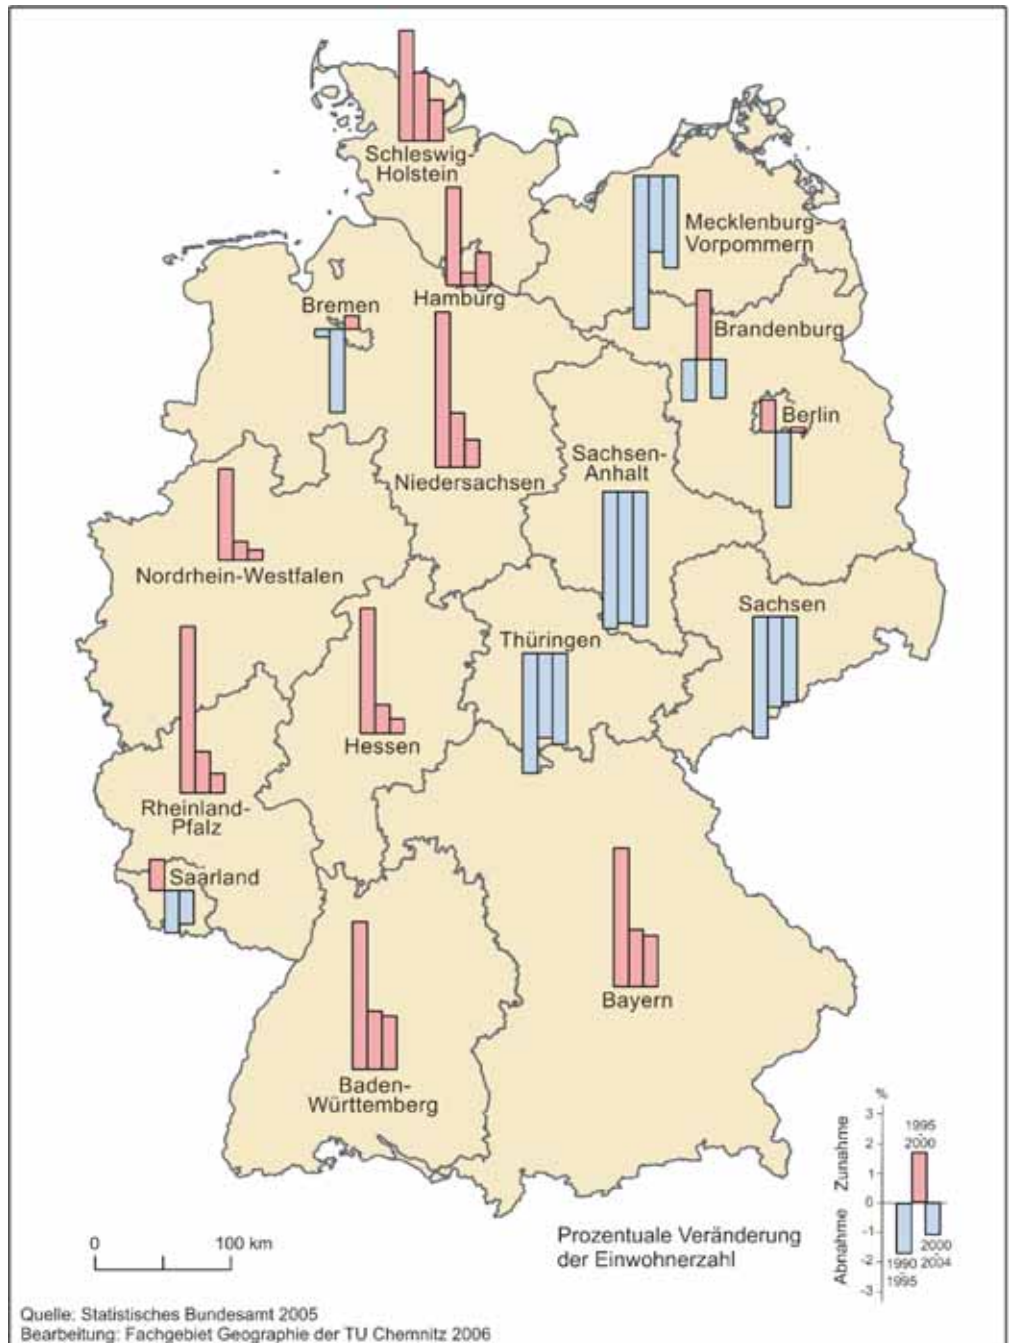 Schleswig-
Holstein
Mecklenburg-
Vorpommern
Hamburg
Bremen
Brandenburg
Berlin
Sachsen-
Anhalt
Niedersachsen
Nordrhein-Westfalen
Sachsen
Thüringen
Hessen
Rheinland-
Pfalz
Saarland
Bayern
Baden-
Württemberg
%
3
2
1
0
-1
-2
-3
Abnahme Zunahme
1995
-
2000
1990
-
1995
2000
-
2004
0 100 km
Prozentuale Veränderung
der Einwohnerzahl
Quelle: Statistisches Bundesamt 2005
Bearbeitung: Fachgebiet Geographie der TU Chemnitz 2006